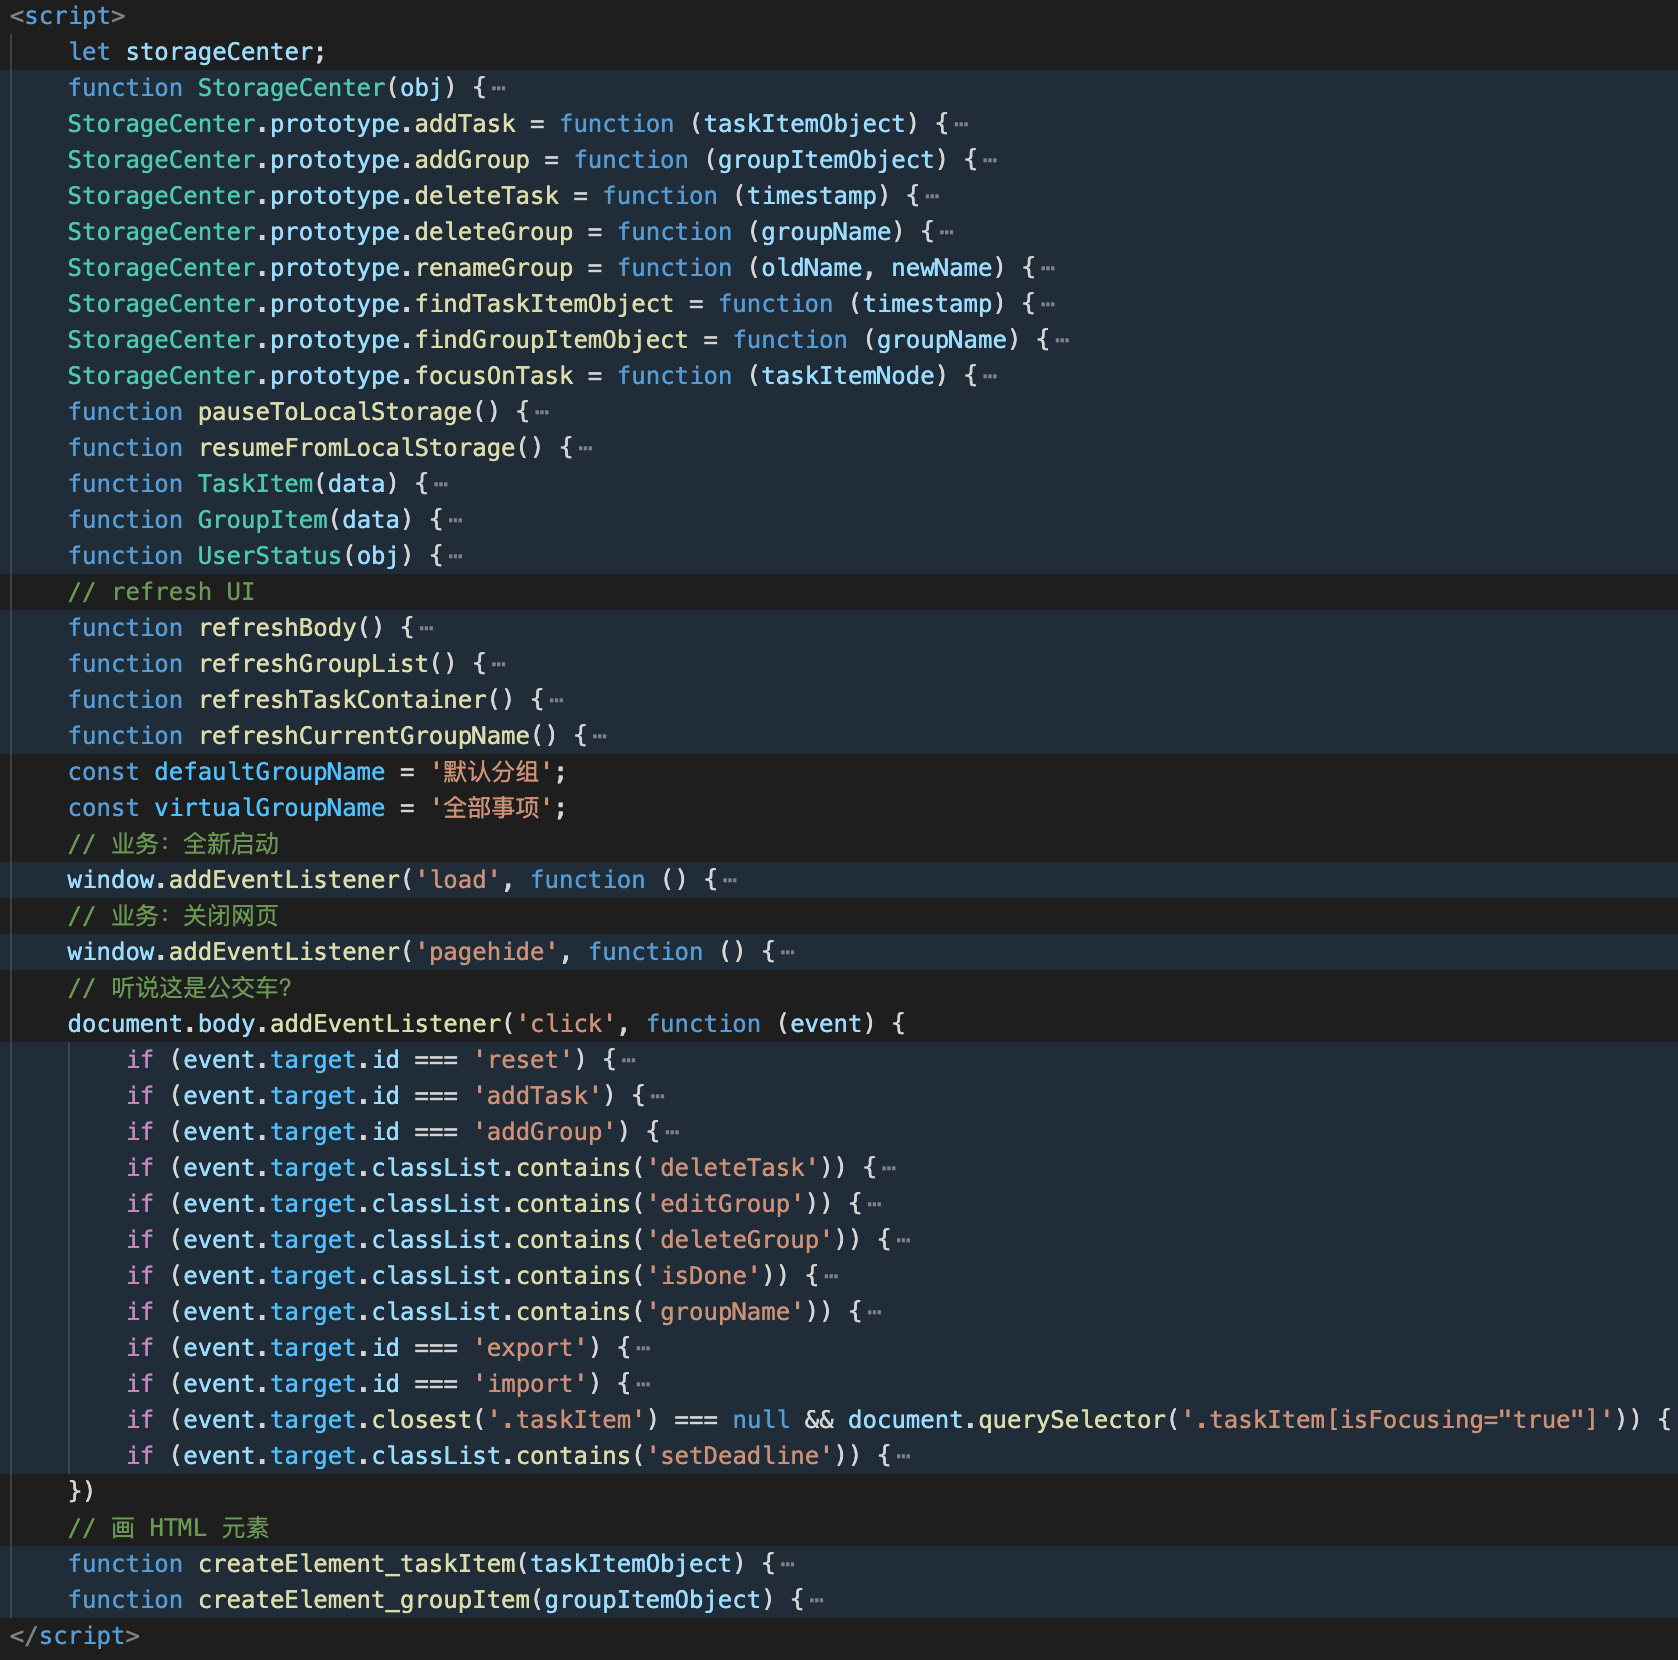 <script>
let storageCenter;
function StorageCenter(obj) {⋯
StorageCenter.prototype.addTask = function (taskItemObject) {⋯
StorageCenter.prototype.addGroup = function (groupItemObject) {⋯
StorageCenter.prototype.deleteTask = function (timestamp) {⋯
StorageCenter.prototype.deleteGroup = function (groupName) {⋯
StorageCenter.prototype.renameGroup = function (oldName, newName) {⋯
StorageCenter.prototype.findTaskItemObject = function (timestamp) {⋯
StorageCenter.prototype.findGroupItemObject = function (groupName) {⋯
StorageCenter.prototype.focusOnTask = function (taskItemNode) {⋯
function pauseToLocalStorage() {⋯
function resumeFromLocalStorage() {⋯
function TaskItem(data) {⋯
function GroupItem(data) {⋯
function UserStatus(obj) {⋯
// refresh UI
function refreshBody() {⋯
function refreshGroupList() {⋯
function refreshTaskContainer() {⋯
function refreshCurrentGroupName() {⋯
const defaultGroupName = '默认分组';
const virtualGroupName = '全部事项';
// 业务：全新启动
window.addEventListener('load', function () {⋯
// 业务：关闭网页
window.addEventListener('pagehide', function () {⋯
// 听说这是公交车？
document.body.addEventListener('click', function (event) {
if (event.target.id === 'reset') {⋯
if (event.target.id === 'addTask') {⋯
if (event.target.id === 'addGroup') {⋯
if (event.target.classList.contains('deleteTask')) {⋯
if (event.target.classList.contains('editGroup')) {⋯
if (event.target.classList.contains('deleteGroup')) {⋯
if (event.target.classList.contains('isDone')) {⋯
if (event.target.classList.contains('groupName')) {⋯
if (event.target.id === 'export') {⋯
if (event.target.id === 'import') {⋯
if (event.target.closest('.taskItem') === null && document.querySelector('.taskItem[isFocusing="true"]')) {
if (event.target.classList.contains('setDeadline')) {⋯
})
// 画 HTML 元素
function createElement_taskItem(taskItemObject) {⋯
function createElement_groupItem(groupItemObject) {⋯
</script>